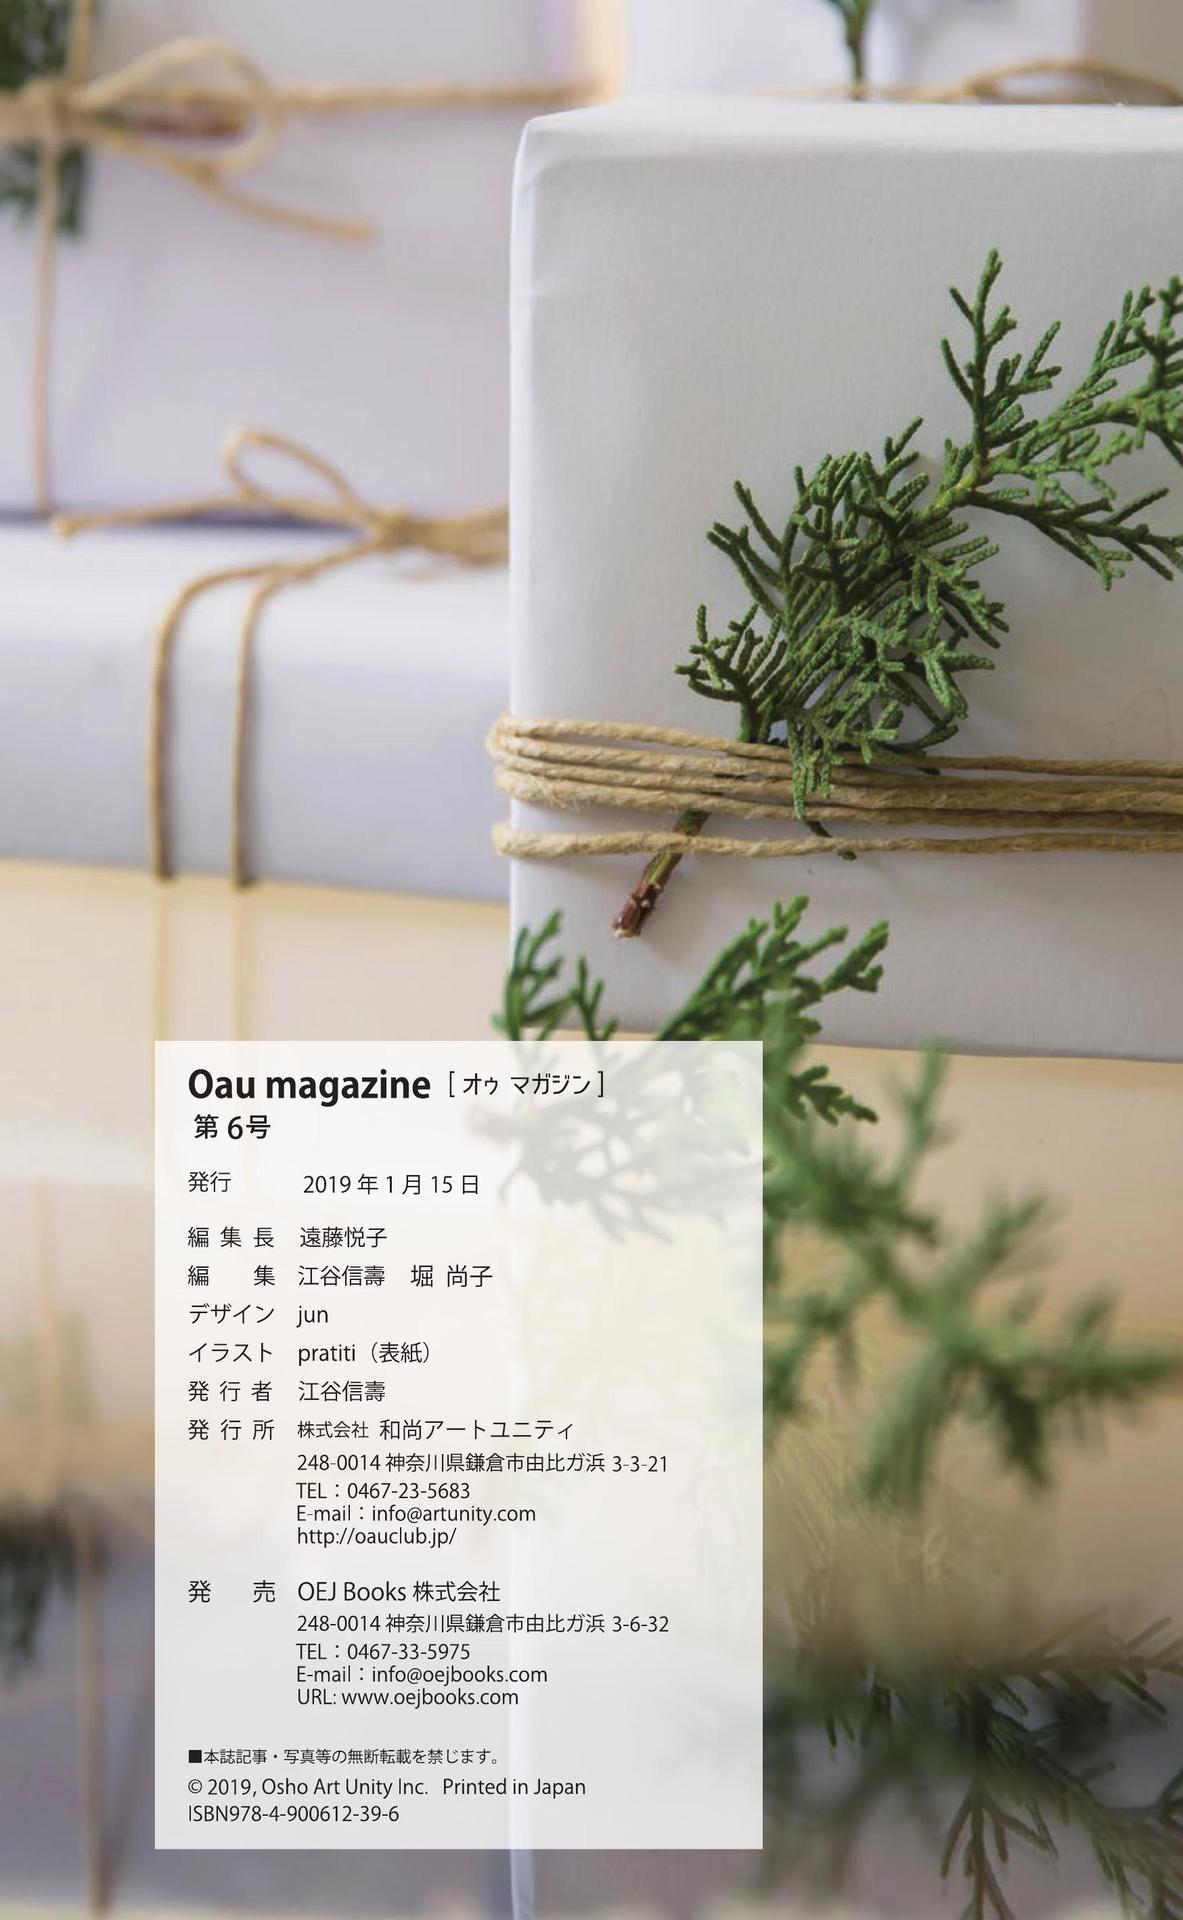 Oau magazine [ オゥ マガジン ]
第 6号
発行 2019 年 1 月 15 日
編 集 長 遠藤悦子
編 集 江谷信壽 堀 尚子
デザイン jun
イラスト pratiti（表紙）
発 行 者 江谷信壽
発 行 所 株式会社 和尚アートユニティ
248-0014 神奈川県鎌倉市由比ガ浜 3-3-21
TEL：0467-23-5683
E-mail：info@artunity.com
http://oauclub.jp/
発 売 OEJ Books 株式会社
248-0014 神奈川県鎌倉市由比ガ浜 3-6-32
TEL：0467-33-5975
E-mail：info@oejbooks.com
URL: www.oejbooks.com
■本誌記事・写真等の無断転載を禁じます。
© 2019, Osho Art Unity Inc. Printed in Japan
ISBN978-4-900612-39-6